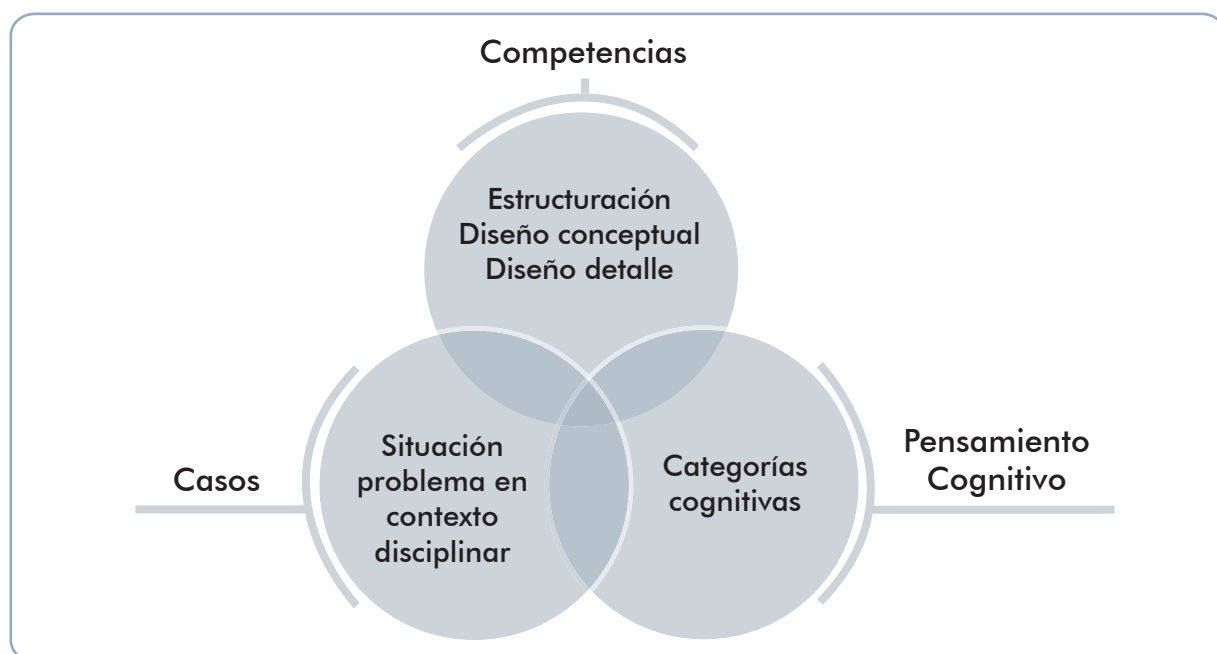 Competencias
Estructuración
Diseño conceptual
Diseño detalle
Casos
Situación
problema en
contexto
disciplinar
Categorías
cognitivas
Pensamiento
Cognitivo